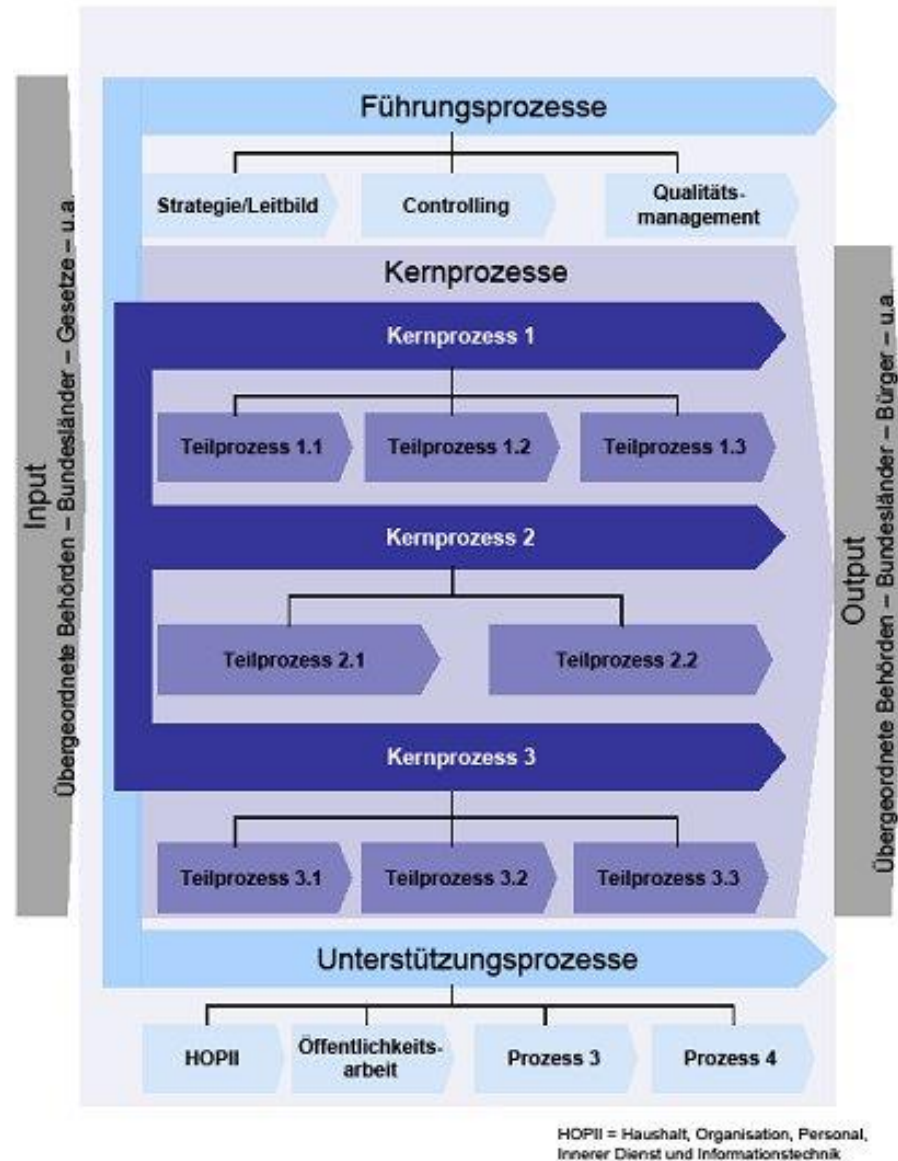 Führungsprozesse
Strategie/Leitbild
Controlling
Qualitäts-
management
Input
Übergeordnete Behörden – Bundesländer – Gesetze – u.a.
Kernprozesse
Kernprozess 1
Teilprozess 1.1
Teilprozess 1.2
Teilprozess 1.3
Kernprozess 2
Teilprozess 2.1
Teilprozess 2.2
Kernprozess 3
Teilprozess 3.1
Teilprozess 3.2
Teilprozess 3.3
Output
Übergeordnete Behörden – Bundesländer – Bürger – u.a.
Unterstützungsprozesse
HOPII
Öffentlichkeits-
arbeit
Prozess 3
Prozess 4
HOPII = Haushalt, Organisation, Personal,
Innerer Dienst und Informationstechnik